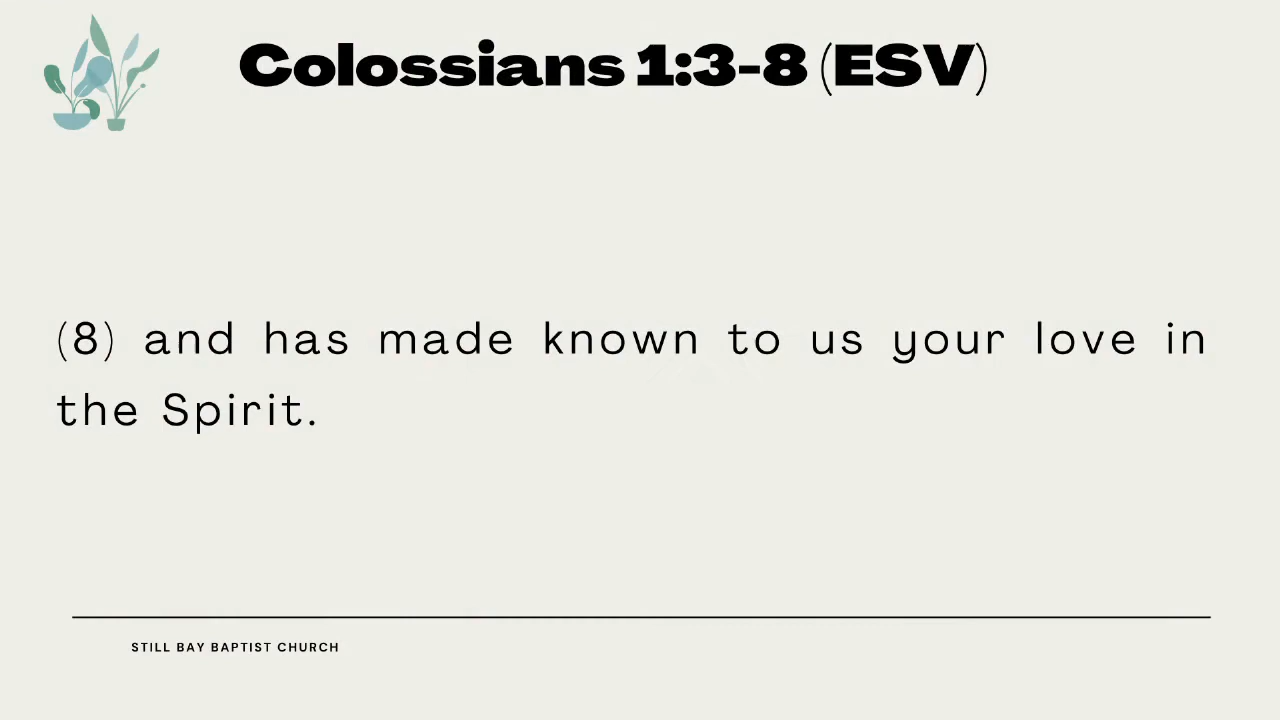 Colossians 1:3-8 (ESV)
(8) and has made known to us your love in
the Spirit.
STILL BAY BAPTIST CHURCH